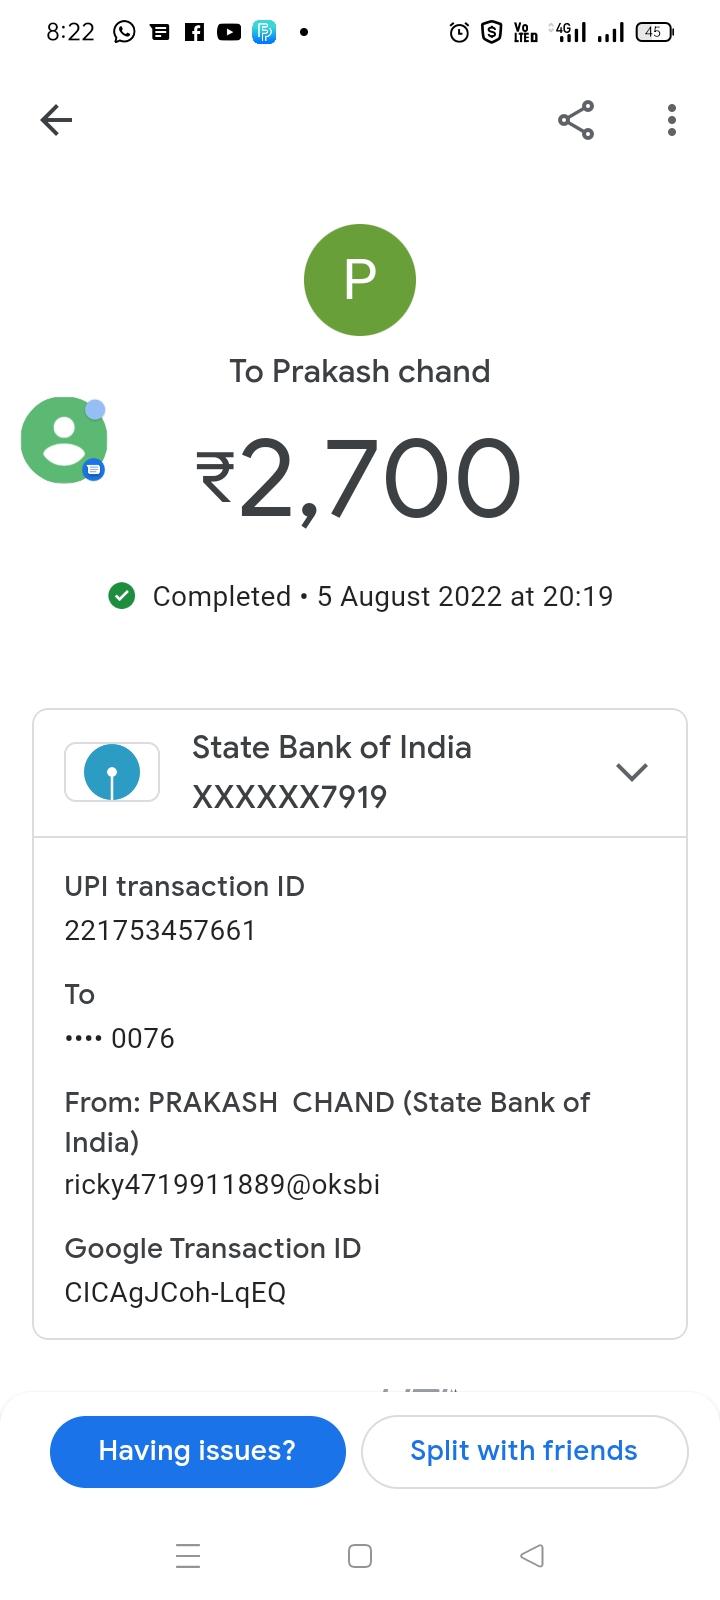 8:22
Vo LTED 4G 45
P
To Prakash chand
₹2,700
Completed • 5 August 2022 at 20:19
State Bank of India
XXXXXX7919
UPI transaction ID
221753457661
To
•••• 0076
From: PRAKASH  CHAND (State Bank of
India)
ricky4719911889@oksbi
Google Transaction ID
CICAgJCoh-LqEQ
Having issues?
Split with friends